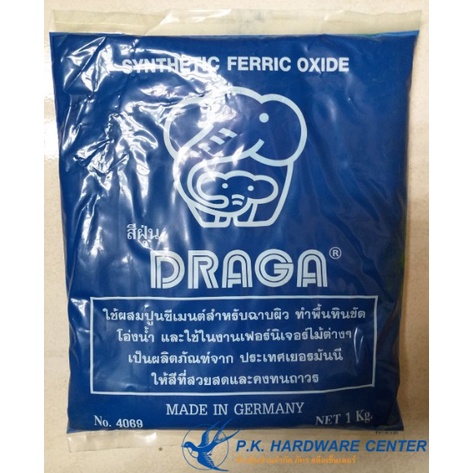 SYNTHETIC FERRIC OXIDE
สีฝุ่น
DRAGA®
ใช้ผสมปูนซีเมนต์สำหรับฉาบผิว ทำพื้นหินขัด
โอ่งน้ำ และใช้ในงานเฟอร์นิเจอร์ไม้ต่างๆ
เป็นผลิตภัณฑ์จาก ประเทศเยอรมันนี
ให้สีที่สวยสดและคงทนถาวร
MADE IN GERMANY
No. 4069
NET 1 Kg.
P.K. HARDWARE CENTER